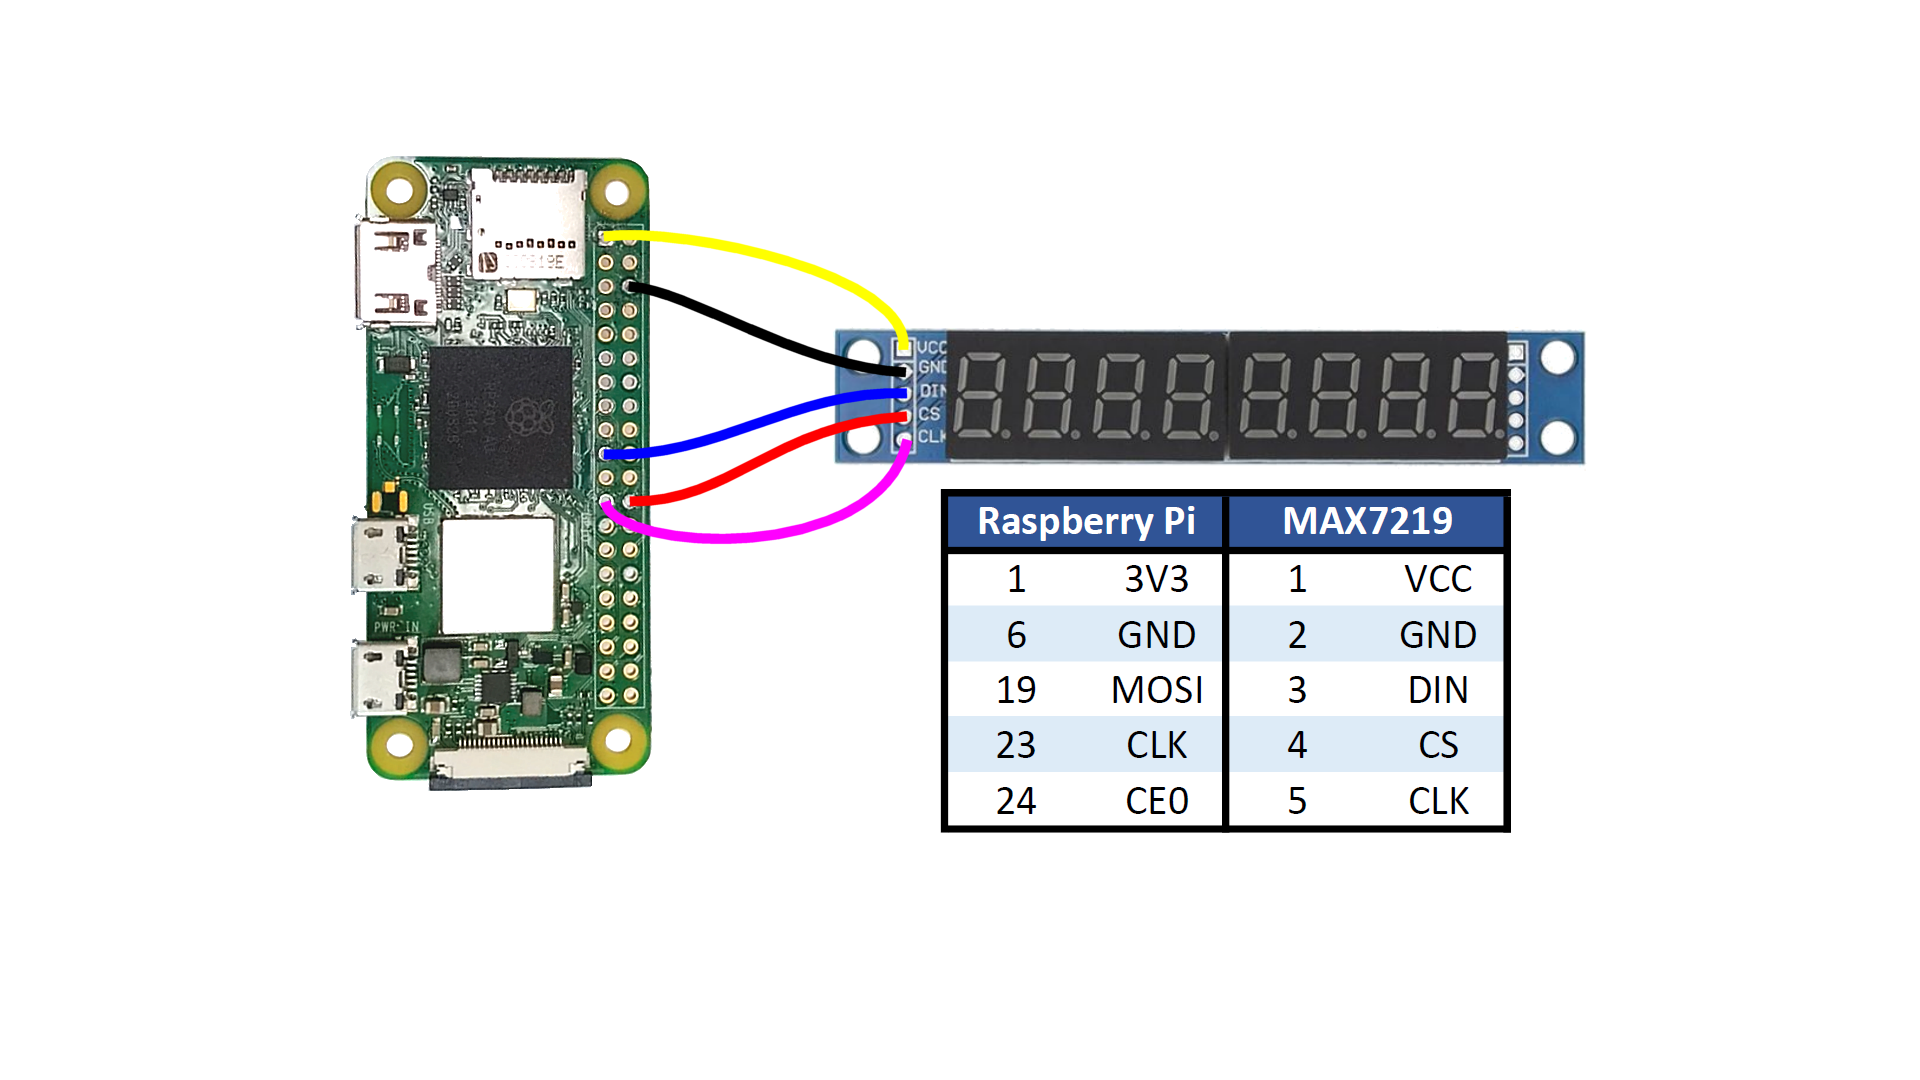 PWR IN
USB
VCC
GND
DIN
CS
CLK
Raspberry Pi MAX7219
1 3V3 1 VCC
6 GND 2 GND
19 MOSI 3 DIN
23 CLK 4 CS
24 CE0 5 CLK